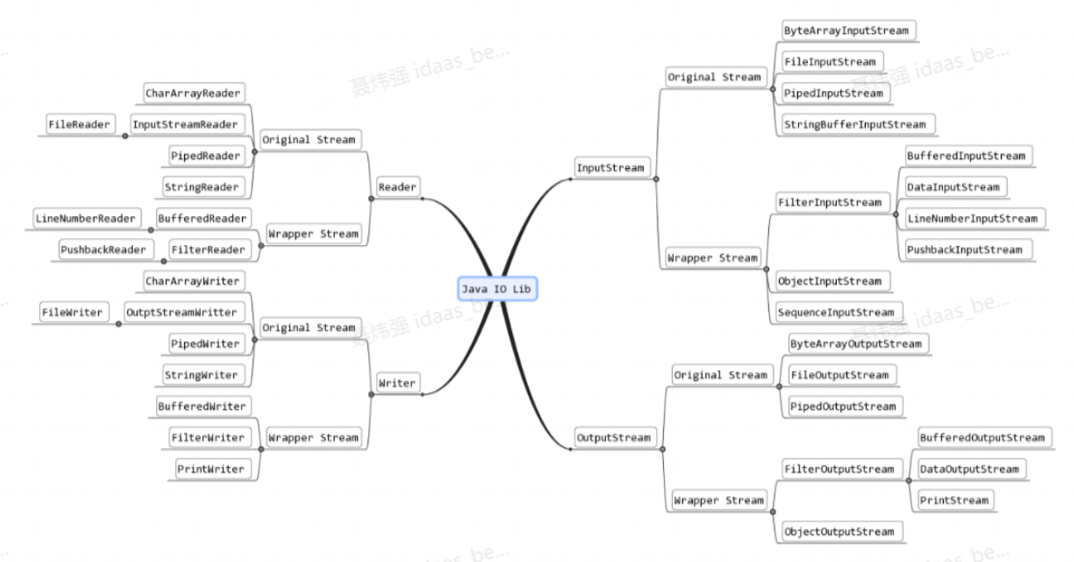 CharArrayReader
FileReader
InputStreamReader
PipedReader
StringReader
Original Stream
Reader
LineNumberReader
BufferedReader
PushbackReader
FilterReader
Wrapper Stream
CharArrayWriter
FileWriter
OutptStreamWritter
PipedWriter
StringWriter
Original Stream
Writer
BufferedWriter
FilterWriter
PrintWriter
Wrapper Stream
Java IO Lib
InputStream
Original Stream
ByteArrayInputStream
FileInputStream
PipedInputStream
StringBufferInputStream
Wrapper Stream
FilterInputStream
BufferedInputStream
DataInputStream
LineNumberInputStream
PushbackInputStream
ObjectInputStream
SequenceInputStream
OutputStream
Original Stream
ByteArrayOutputStream
FileOutputStream
PipedOutputStream
Wrapper Stream
FilterOutputStream
BufferedOutputStream
DataOutputStream
PrintStream
ObjectOutputStream
聂炜强 idaas_be...
聂炜强 idaas_be...
聂炜强 idaas_be...
聂炜强 idaas_be...